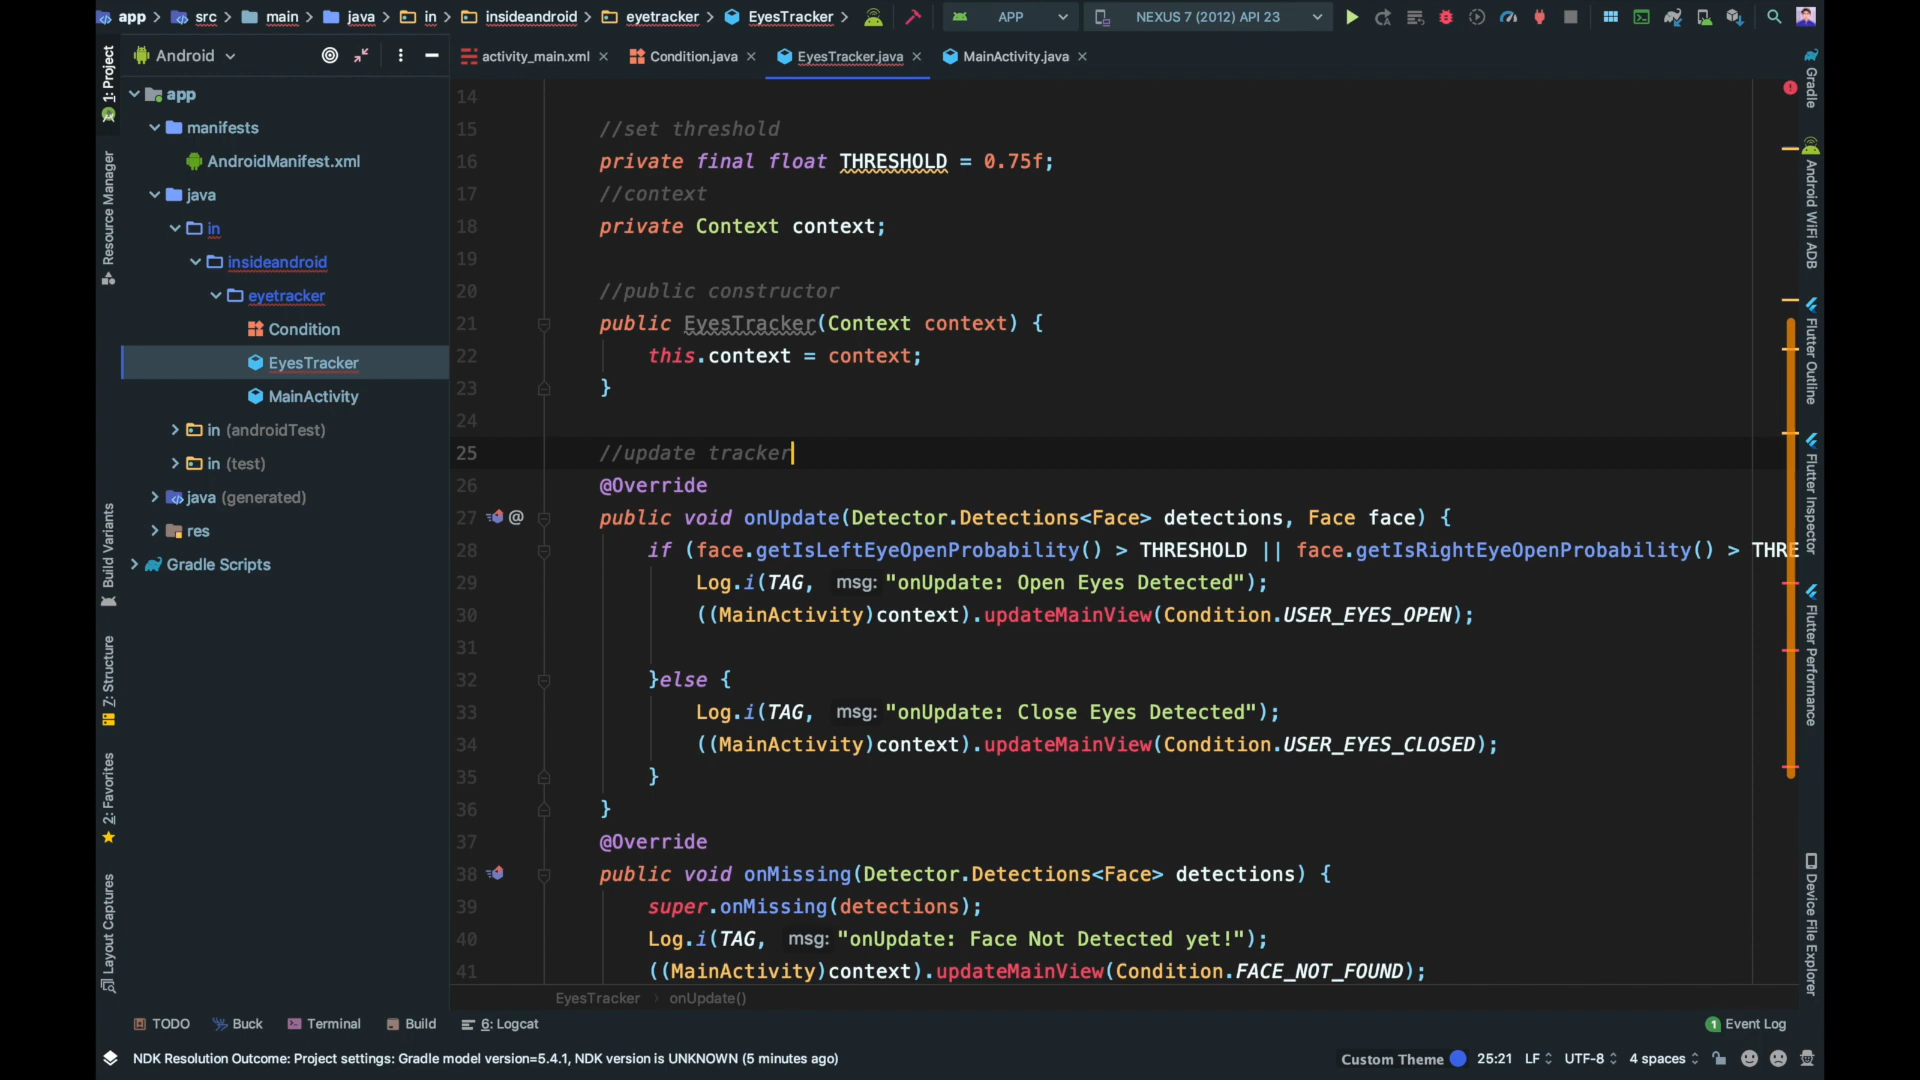 app src main java in insideandroid eyetracker EyesTracker APP NEXUS 7 (2012) API 23
Android
activity_main.xml Condition.java EyesTracker.java MainActivity.java
1: Project
Resource Manager
Build Variants
Z: Structure
2: Favorites
Layout Captures
app
manifests
AndroidManifest.xml
java
in
insideandroid
eyetracker
Condition
EyesTracker
MainActivity
in (androidTest)
in (test)
java (generated)
res
Gradle Scripts
14
15 //set threshold
16 private final float THRESHOLD = 0.75f;
17 //context
18 private Context context;
19
20 //public constructor
21 public EyesTracker(Context context) {
22 this.context = context;
23 }
24
25 //update tracker
26 @Override
27 @ public void onUpdate(Detector.Detections<Face> detections, Face face) {
28 if (face.getIsLeftEyeOpenProbability() > THRESHOLD || face.getIsRightEyeOpenProbability() > THRE
29 Log.i(TAG, msg: "onUpdate: Open Eyes Detected");
30 ((MainActivity)context).updateMainView(Condition.USER_EYES_OPEN);
31
32 }else {
33 Log.i(TAG, msg: "onUpdate: Close Eyes Detected");
34 ((MainActivity)context).updateMainView(Condition.USER_EYES_CLOSED);
35 }
36 }
37 @Override
38 public void onMissing(Detector.Detections<Face> detections) {
39 super.onMissing(detections);
40 Log.i(TAG, msg: "onUpdate: Face Not Detected yet!");
41 ((MainActivity)context).updateMainView(Condition.FACE_NOT_FOUND);
EyesTracker onUpdate()
Gradle
Android WiFi ADB
Flutter Outline
Flutter Inspector
Flutter Performance
Device File Explorer
TODO Buck Terminal Build 6: Logcat 1 Event Log
NDK Resolution Outcome: Project settings: Gradle model version=5.4.1, NDK version is UNKNOWN (5 minutes ago) Custom Theme 25:21 LF UTF-8 4 spaces